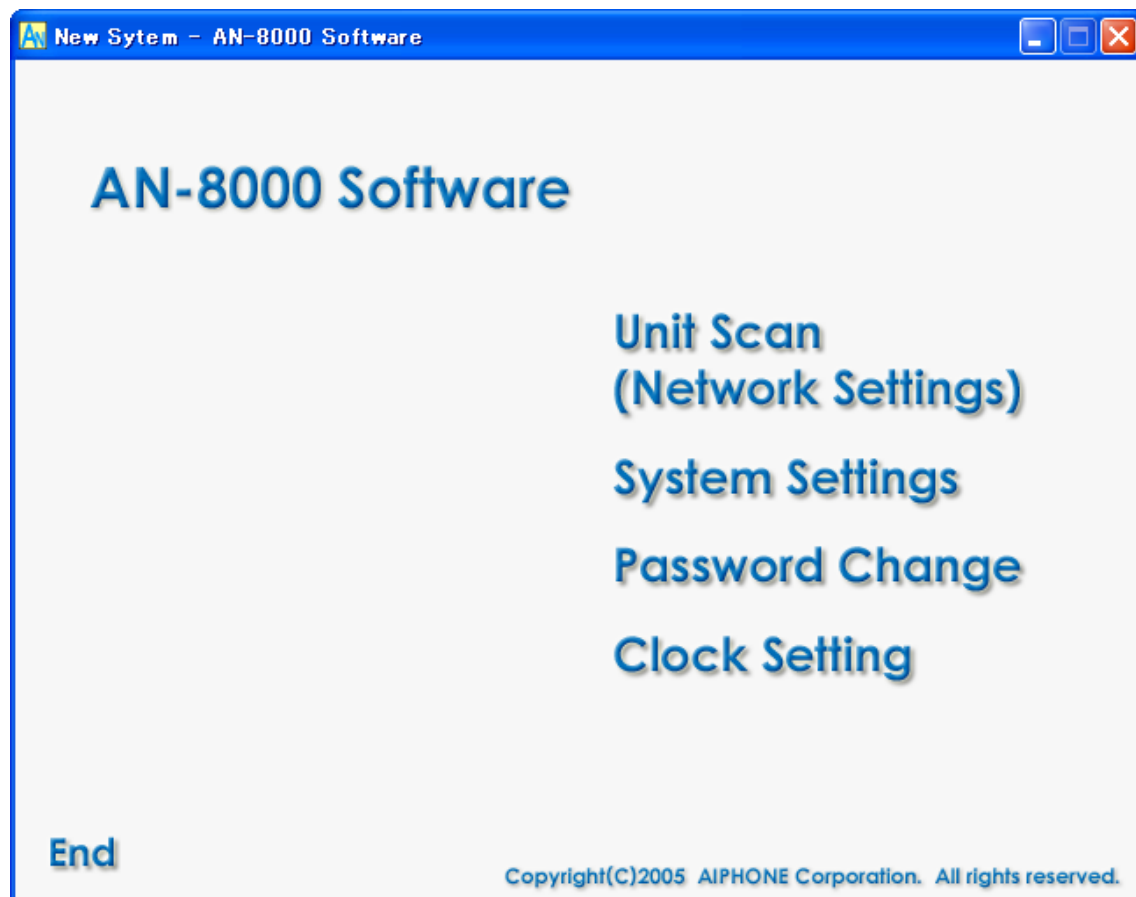 AN New Sytem - AN-8000 Software
AN-8000 Software
Unit Scan
(Network Settings)
System Settings
Password Change
Clock Setting
End
Copyright(C)2005 AIPHONE Corporation. All rights reserved.